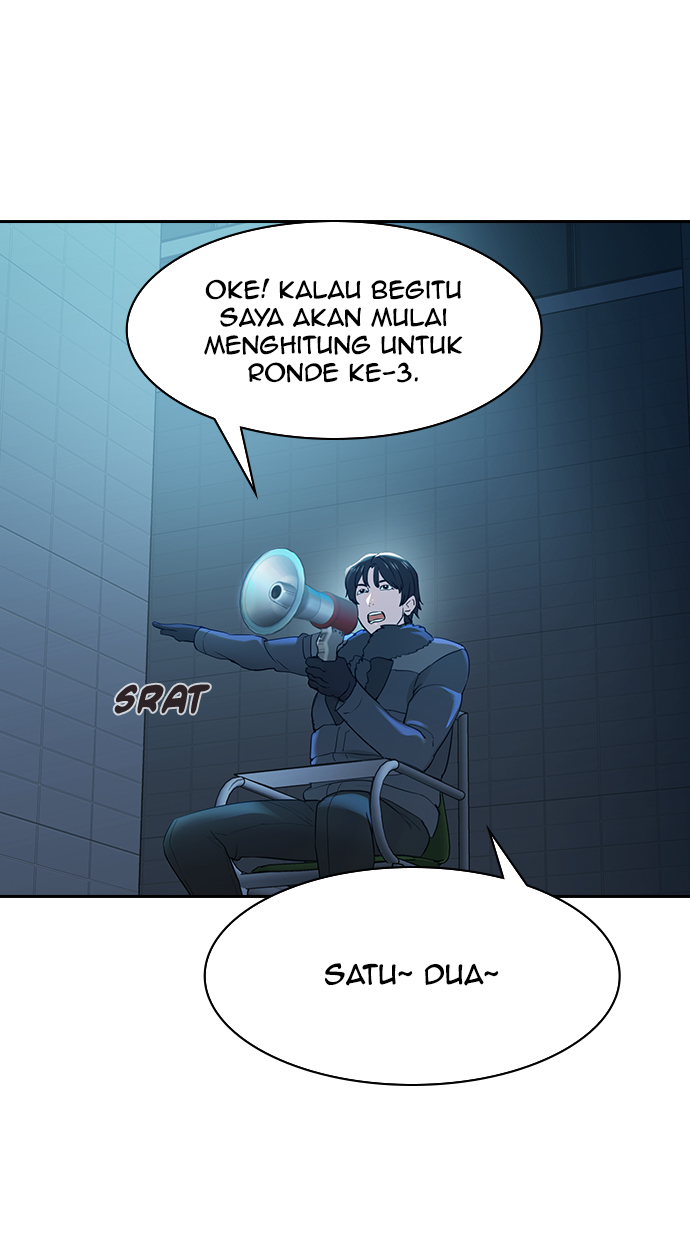 OKE! KALAU BEGITU
SAYA AKAN MULAI
MENGHITUNG UNTUK
RONDE KE-3.
SRAT
SATU~ DUA~